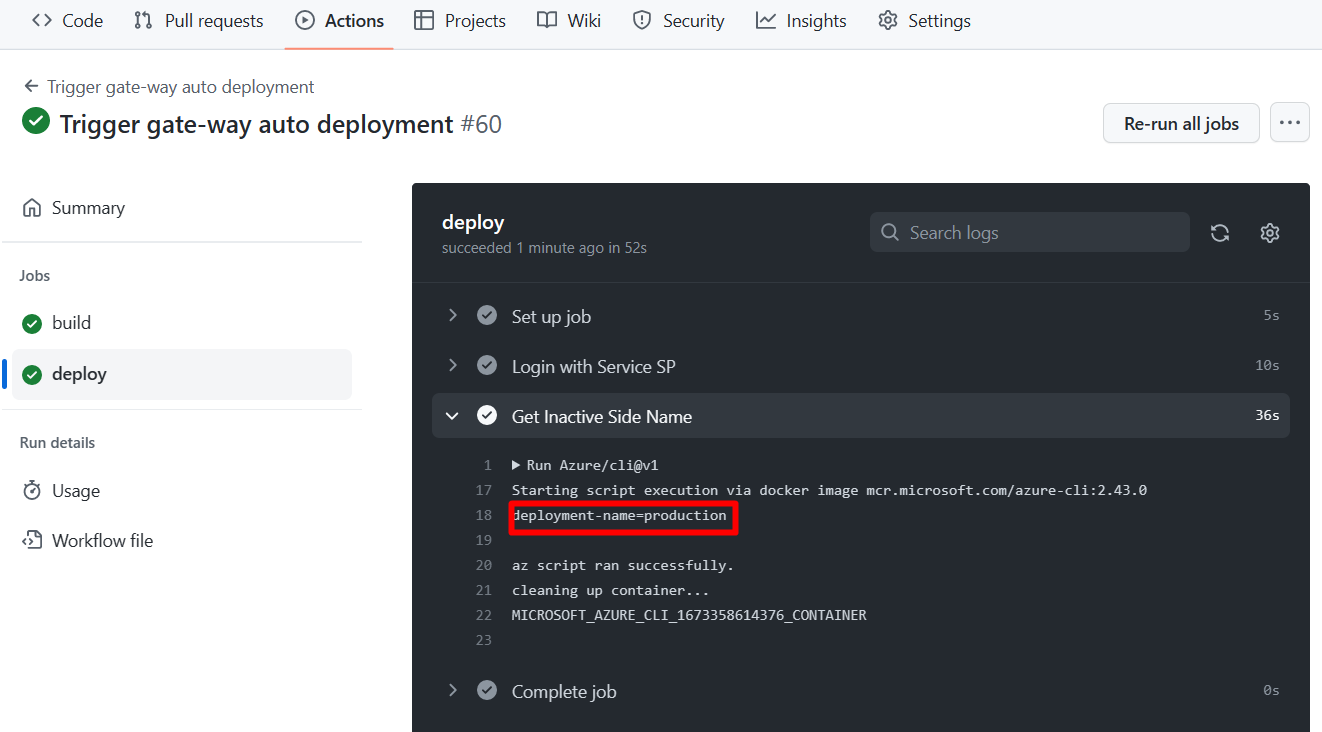 Code Pull requests Actions Projects Wiki Security Insights Settings
Trigger gate-way auto deployment
Trigger gate-way auto deployment #60
Re-run all jobs
Summary
Jobs
build
deploy
Run details
Usage
Workflow file
deploy
succeeded 1 minute ago in 52s
Search logs
Set up job 5s
Login with Service SP 10s
Get Inactive Side Name 36s
1 Run Azure/cli@v1
17 Starting script execution via docker image mcr.microsoft.com/azure-cli:2.43.0
18 deployment-name=production
19
20 az script ran successfully.
21 cleaning up container...
22 MICROSOFT_AZURE_CLI_1673358614376_CONTAINER
23
Complete job 0s